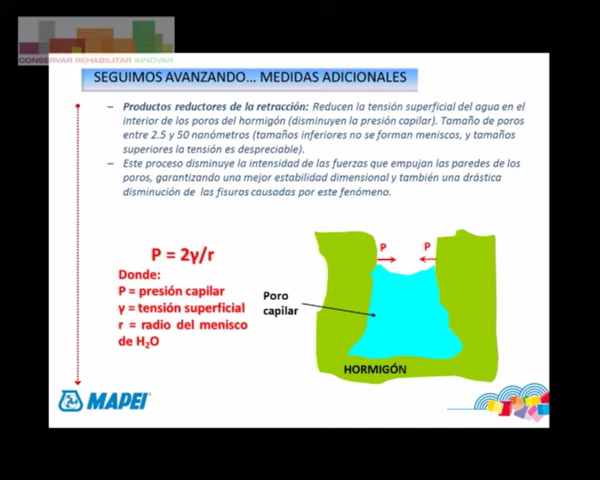 CONSERVAR REHABILITAR INNOVAR
SEGUIMOS AVANZANDO... MEDIDAS ADICIONALES
– Productos reductores de la retracción: Reducen la tensión superficial del agua en el
interior de los poros del hormigón (disminuyen la presión capilar). Tamaño de poros
entre 2.5 y 50 nanómetros (tamaños inferiores no se forman meniscos, y tamaños
superiores la tensión es despreciable).
– Este proceso disminuye la intensidad de las fuerzas que empujan las paredes de los
poros, garantizando una mejor estabilidad dimensional y también una drástica
disminución de las fisuras causadas por este fenómeno.
P = 2γ/r
Donde:
P = presión capilar
γ = tensión superficial
r = radio del menisco
de H₂O
P P
Poro
capilar
HORMIGÓN
MAPEI